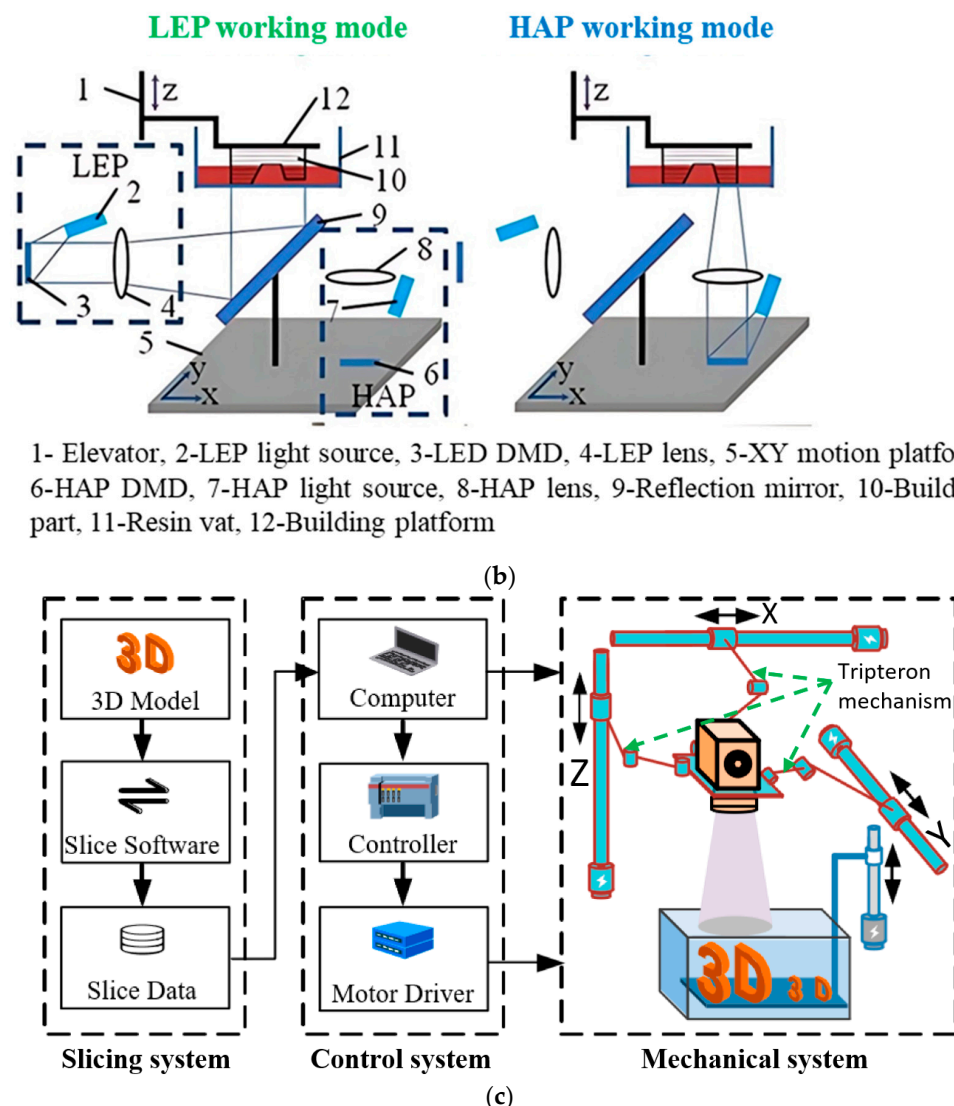 LEP working mode HAP working mode
1 z 12 z
11
LEP 10
2
9
8
3 4 7
5
6
y y
x HAP x
1- Elevator, 2-LEP light source, 3-LED DMD, 4-LEP lens, 5-XY motion platfo
6-HAP DMD, 7-HAP light source, 8-HAP lens, 9-Reflection mirror, 10-Build
part, 11-Resin vat, 12-Building platform
(b)
3D
3D Model
Slice Software
Slice Data
Slicing system
Computer
Controller
Motor Driver
Control system
X
Tripteron
mechanism
Z
Y
3D 3D
Mechanical system
(c)